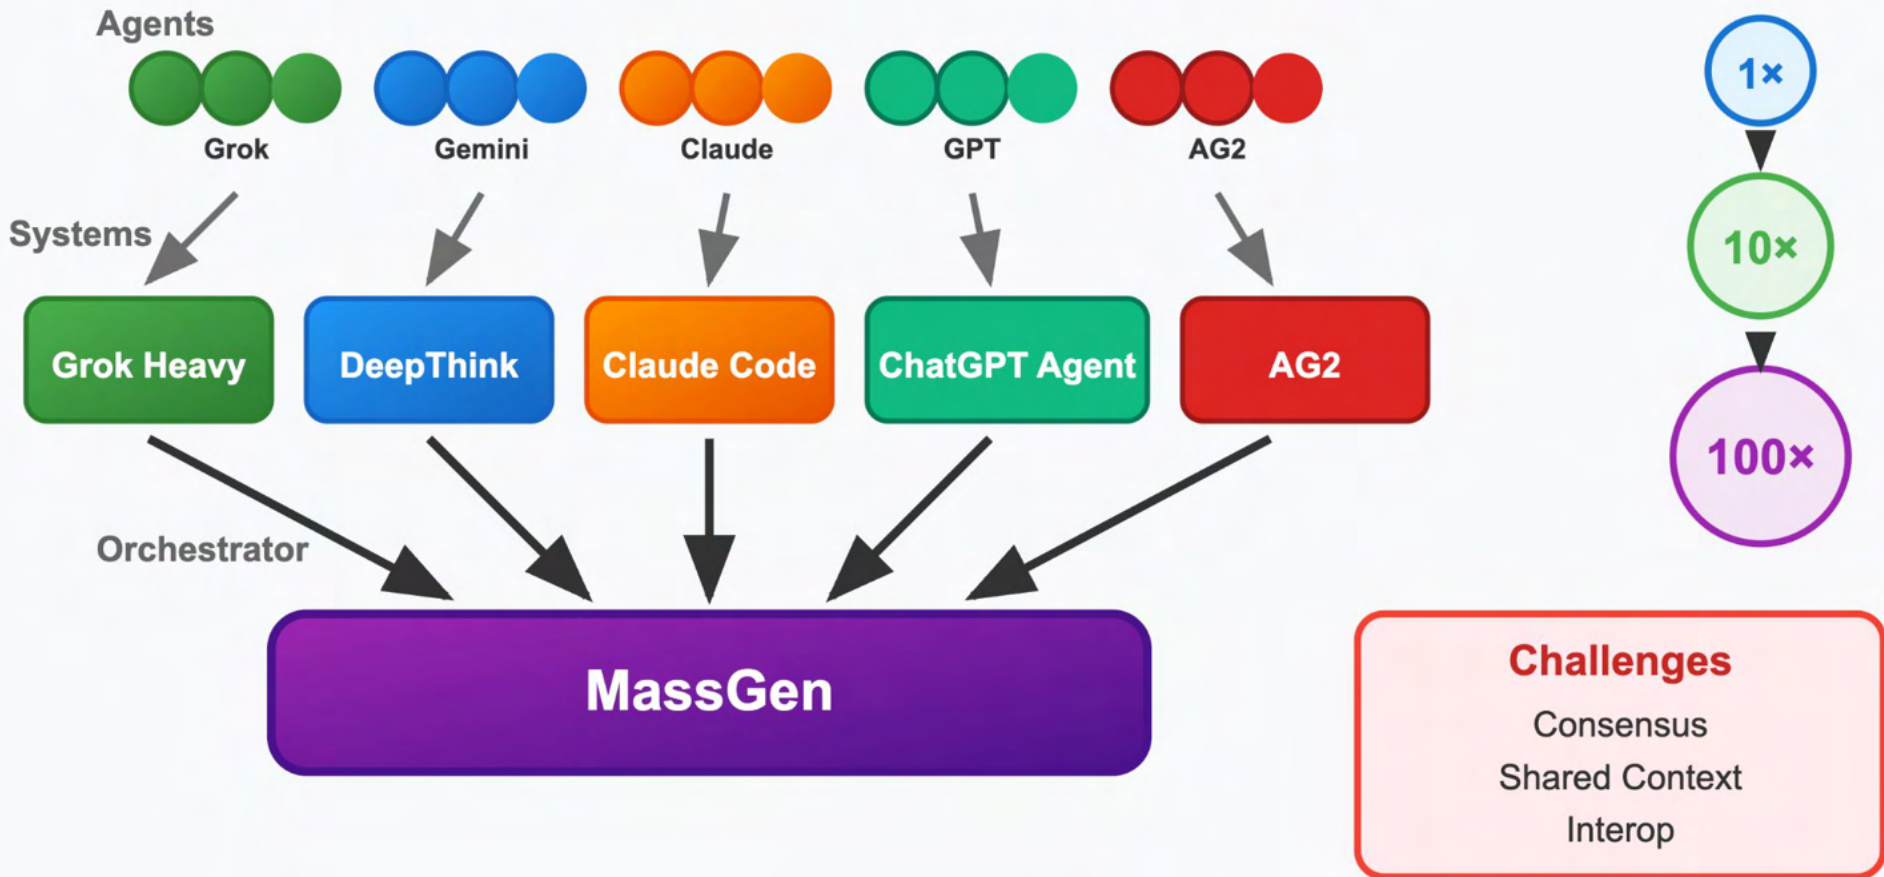 Agents
1×
Grok
Gemini
Claude
GPT
AG2
Systems
10×
Grok Heavy
DeepThink
Claude Code
ChatGPT Agent
AG2
100×
Orchestrator
MassGen
Challenges
Consensus
Shared Context
Interop